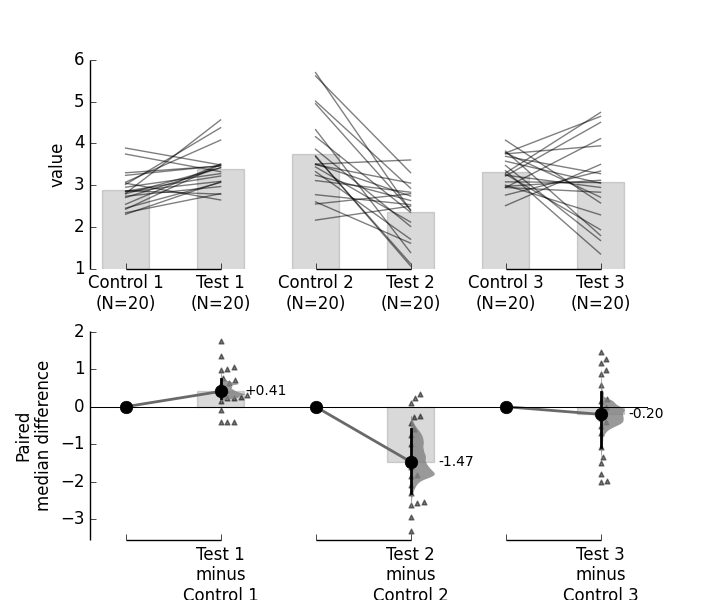 6
5
4
3
2
1
value
Control 1
(N=20)
Test 1
(N=20)
Control 2
(N=20)
Test 2
(N=20)
Control 3
(N=20)
Test 3
(N=20)
2
1
0
−1
−2
−3
Paired
median difference
+0.41
-1.47
-0.20
Test 1
minus
Control 1
Test 2
minus
Control 2
Test 3
minus
Control 3